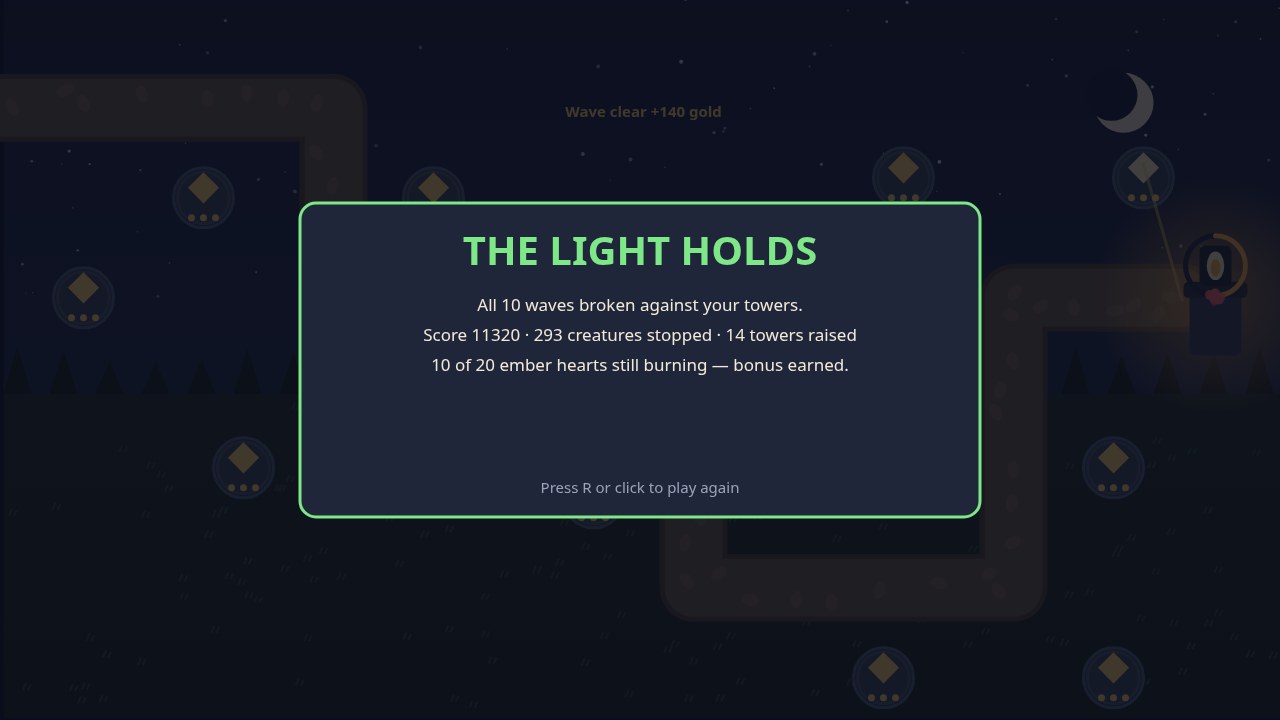 Wave clear +140 gold
THE LIGHT HOLDS
All 10 waves broken against your towers.
Score 11320 · 293 creatures stopped · 14 towers raised
10 of 20 ember hearts still burning — bonus earned.
Press R or click to play again